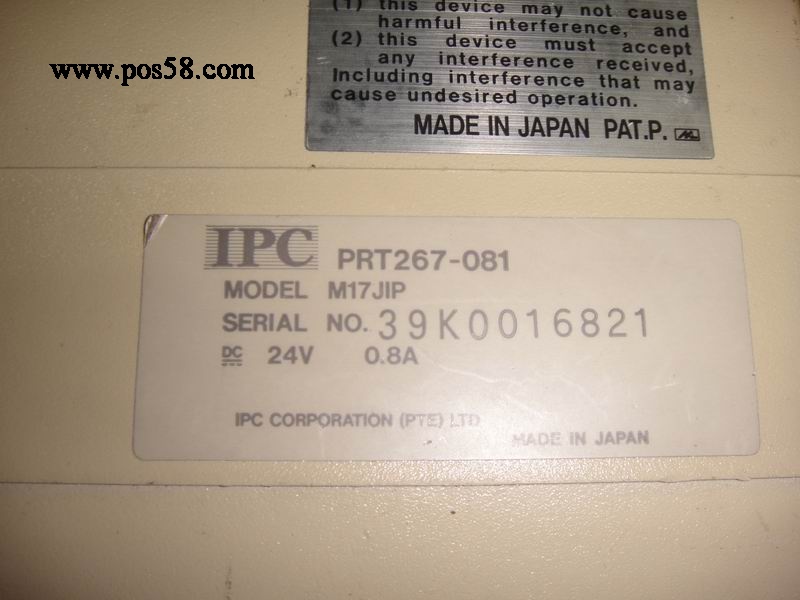 (1) this device may not cause
harmful interference, and
(2) this device must accept
any interference received,
Including interference that may
cause undesired operation.
MADE IN JAPAN PAT.P.
www.pos58.com
IPC PRT267-081
MODEL M17JIP
SERIAL NO. 39K0016821
DC 24V 0.8A
IPC CORPORATION (PTE) LTD
MADE IN JAPAN